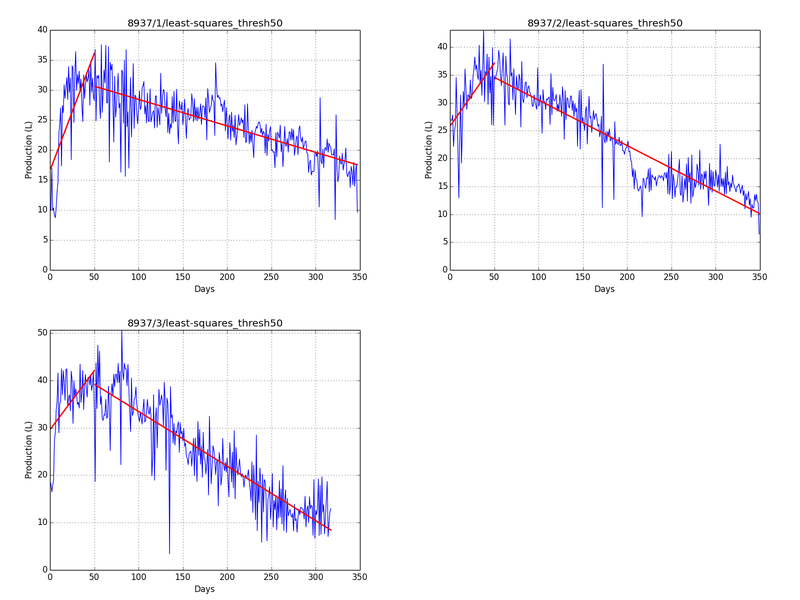 8937/1/least-squares_thresh50
40
35
30
25
20
15
10
5
0
Production (L)
0 50 100 150 200 250 300 350
Days
8937/2/least-squares_thresh50
40
35
30
25
20
15
10
5
0
Production (L)
0 50 100 150 200 250 300 350
Days
8937/3/least-squares_thresh50
50
40
30
20
10
0
Production (L)
0 50 100 150 200 250 300 350
Days